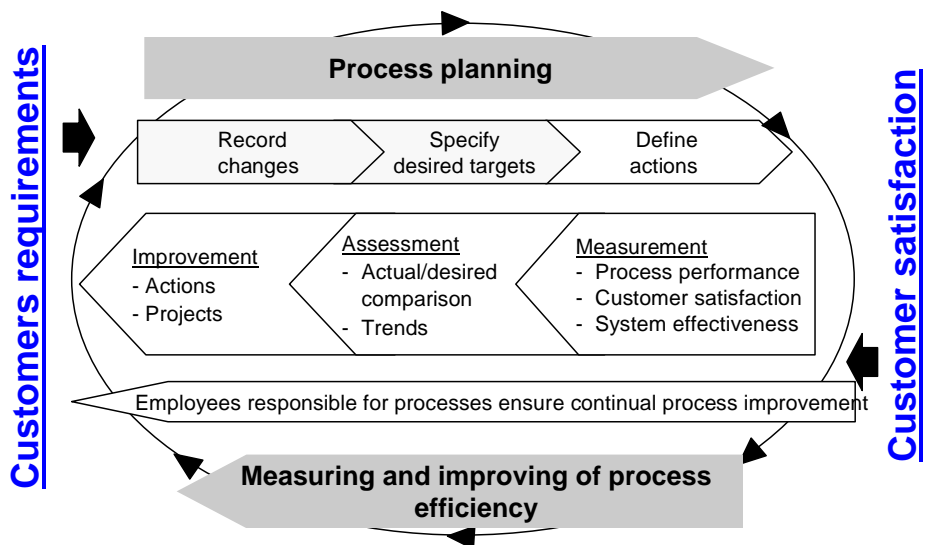 Customers requirements
Process planning
Record
changes
Specify
desired targets
Define
actions
Improvement
- Actions
- Projects
Assessment
- Actual/desired
comparison
- Trends
Measurement
- Process performance
- Customer satisfaction
- System effectiveness
Employees responsible for processes ensure continual process improvement
Measuring and improving of process
efficiency
Customer satisfaction